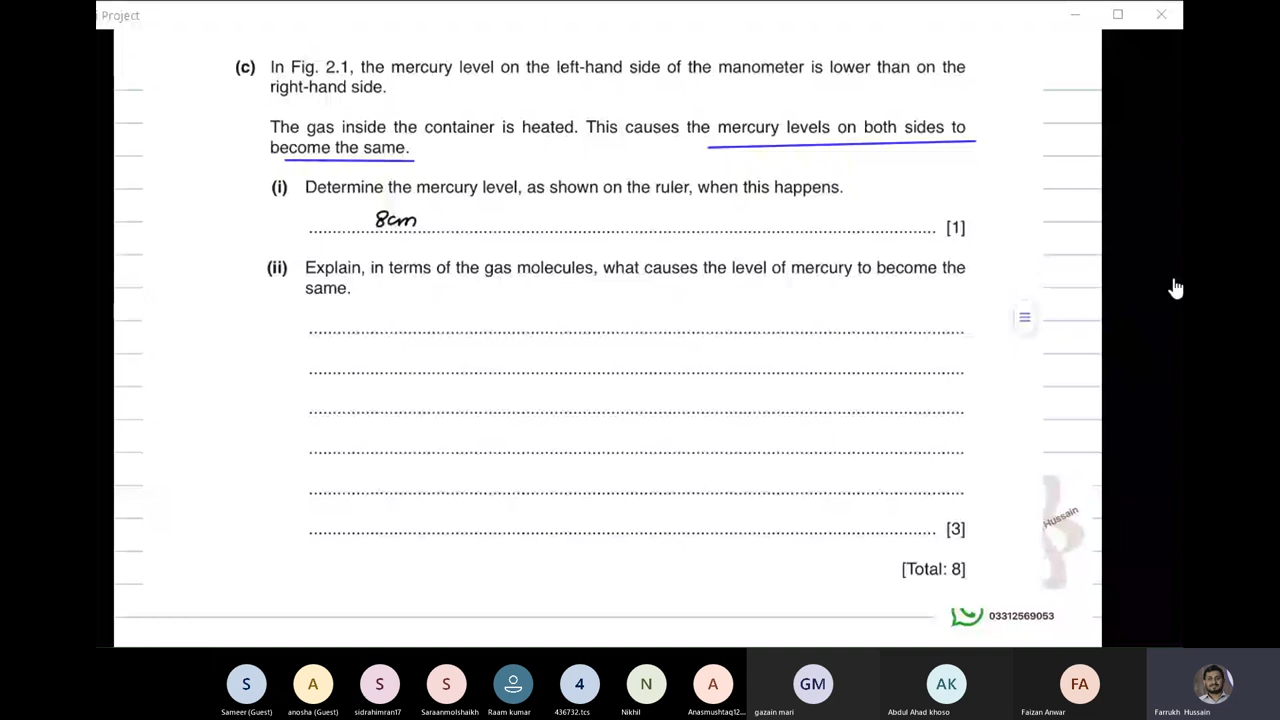 Project
(c) In Fig. 2.1, the mercury level on the left-hand side of the manometer is lower than on the
right-hand side.
The gas inside the container is heated. This causes the mercury levels on both sides to
become the same.
(i) Determine the mercury level, as shown on the ruler, when this happens.
8cm
[1]
(ii) Explain, in terms of the gas molecules, what causes the level of mercury to become the
same.
[3]
[Total: 8]
Hussain
03312569053
S A S S 4 N A GM AK FA
Sameer (Guest) anosha (Guest) sidrahimran17 Saraanmolshaikh Raam kumar 436732.tcs Nikhil Anasmushtaq12... gazain mari Abdul Ahad khoso Faizan Anwar Farrukh Hussain